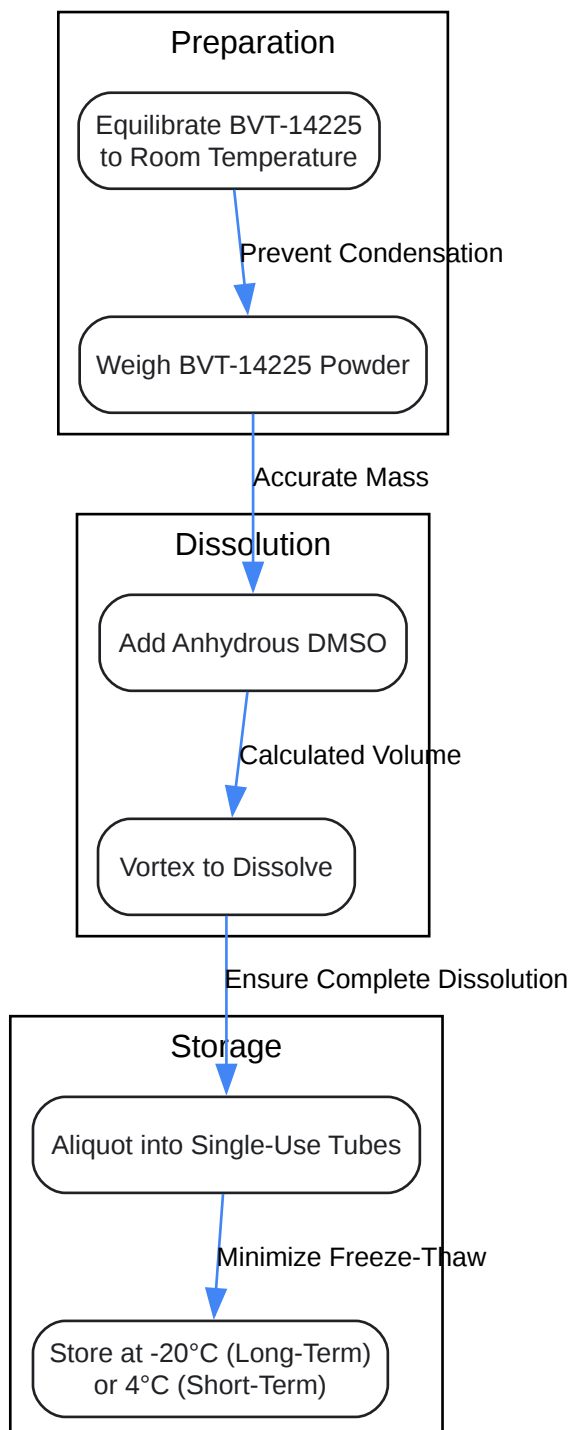 Preparation
Equilibrate BVT-14225
to Room Temperature
Prevent Condensation
Weigh BVT-14225 Powder
Accurate Mass
Dissolution
Add Anhydrous DMSO
Calculated Volume
Vortex to Dissolve
Ensure Complete Dissolution
Storage
Aliquot into Single-Use Tubes
Minimize Freeze-Thaw
Store at -20°C (Long-Term)
or 4°C (Short-Term)